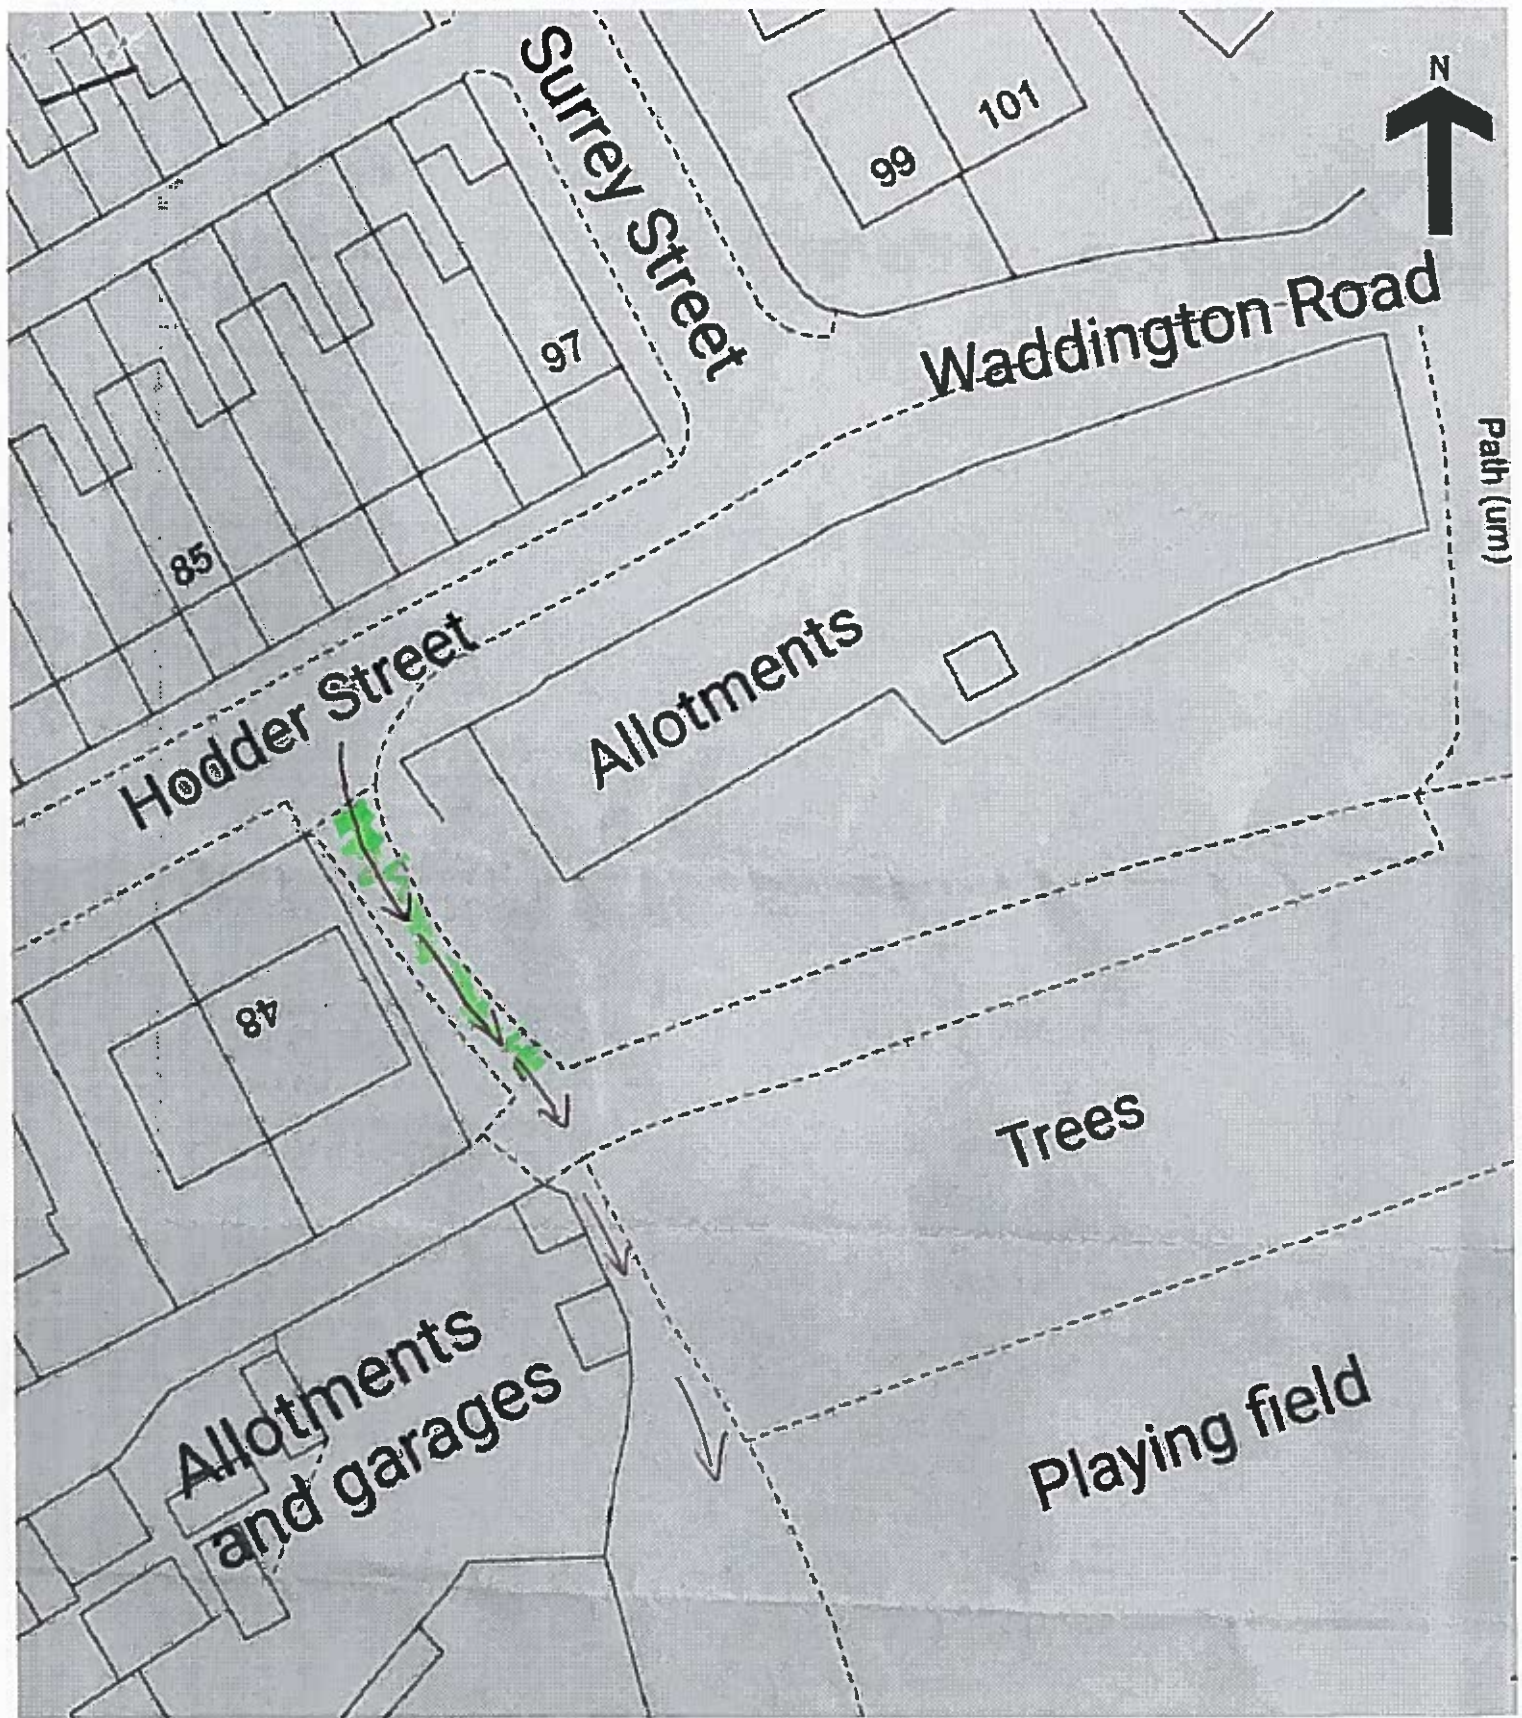 N
Surrey Street
101
99
Waddington Road
97
Path (um)
85
Hodder Street
Allotments
48
Trees
Allotments
and garages
Playing field